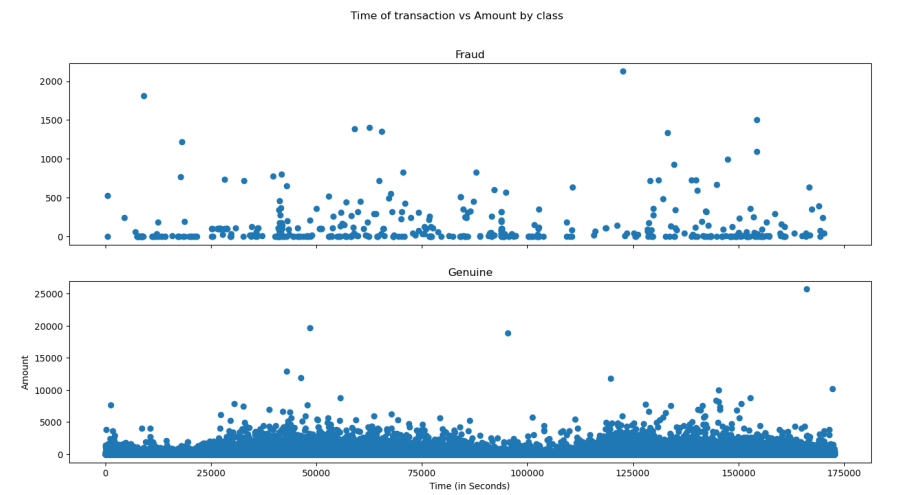 Time of transaction vs Amount by class
Fraud
2000
1500
1000
500
0
Genuine
25000
20000
15000
10000
5000
0
Amount
0 25000 50000 75000 100000 125000 150000 175000
Time (in Seconds)